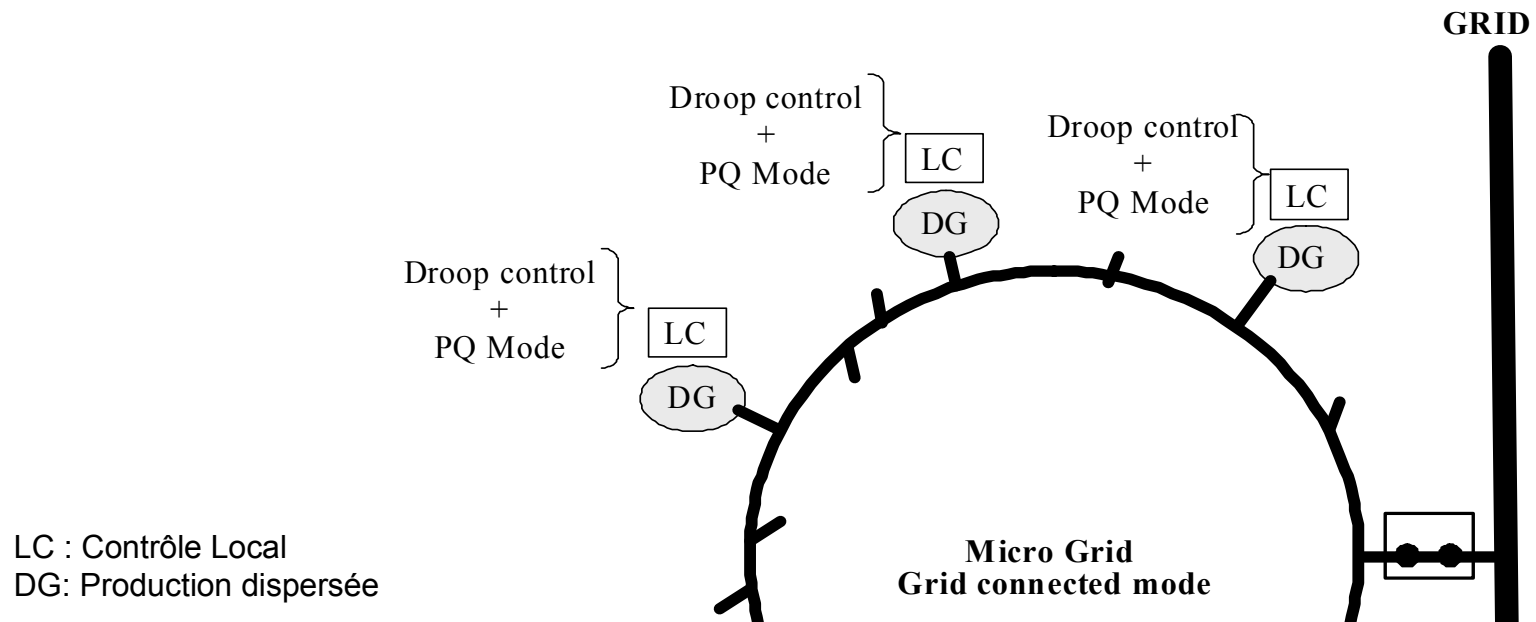 GRID
Droop control
+
PQ Mode
LC
DG
Droop control
+
PQ Mode
LC
DG
Droop control
+
PQ Mode
LC
DG
Micro Grid
Grid connected mode
LC : Contrôle Local
DG: Production dispersée